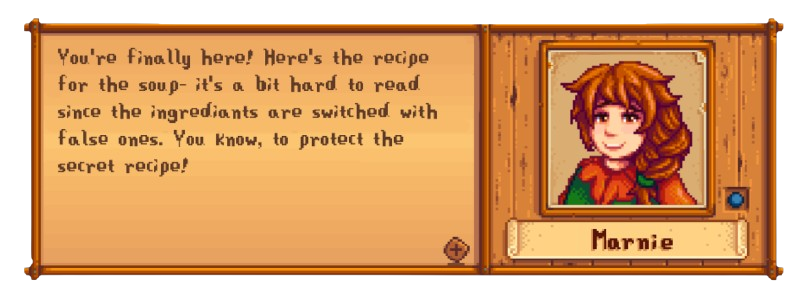 You're finally here! Here's the recipe
for the soup- it's a bit hard to read
since the ingrediants are switched with
false ones. You know, to protect the
secret recipe!
Marnie